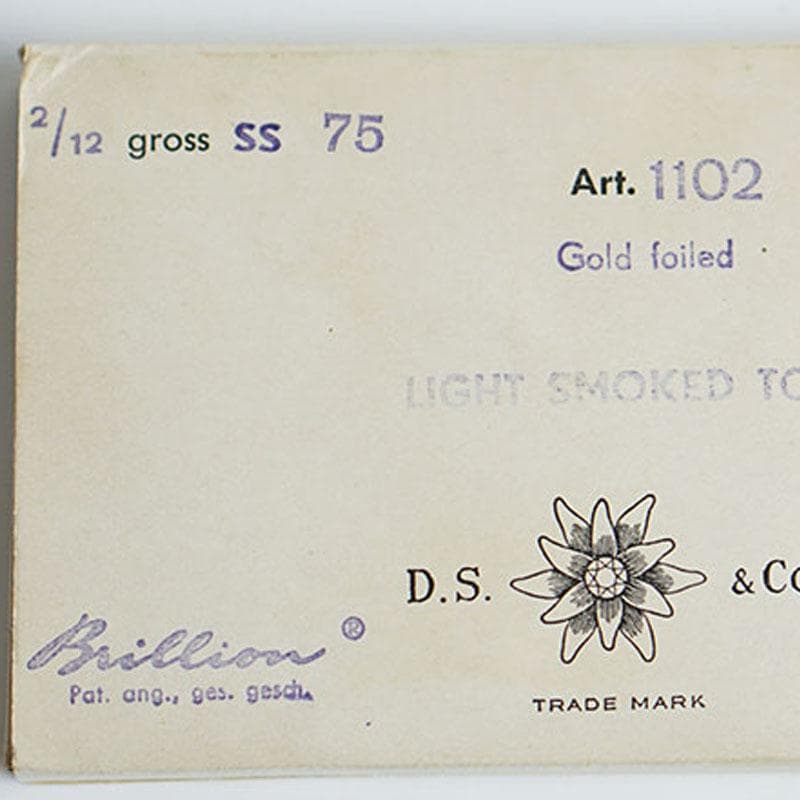 2/12 gross SS 75
Art. 1102
Gold foiled
LIGHT SMOKED
D.S. & Co
Brillion ®
Pat. ang., ges. gesch.
TRADE MARK